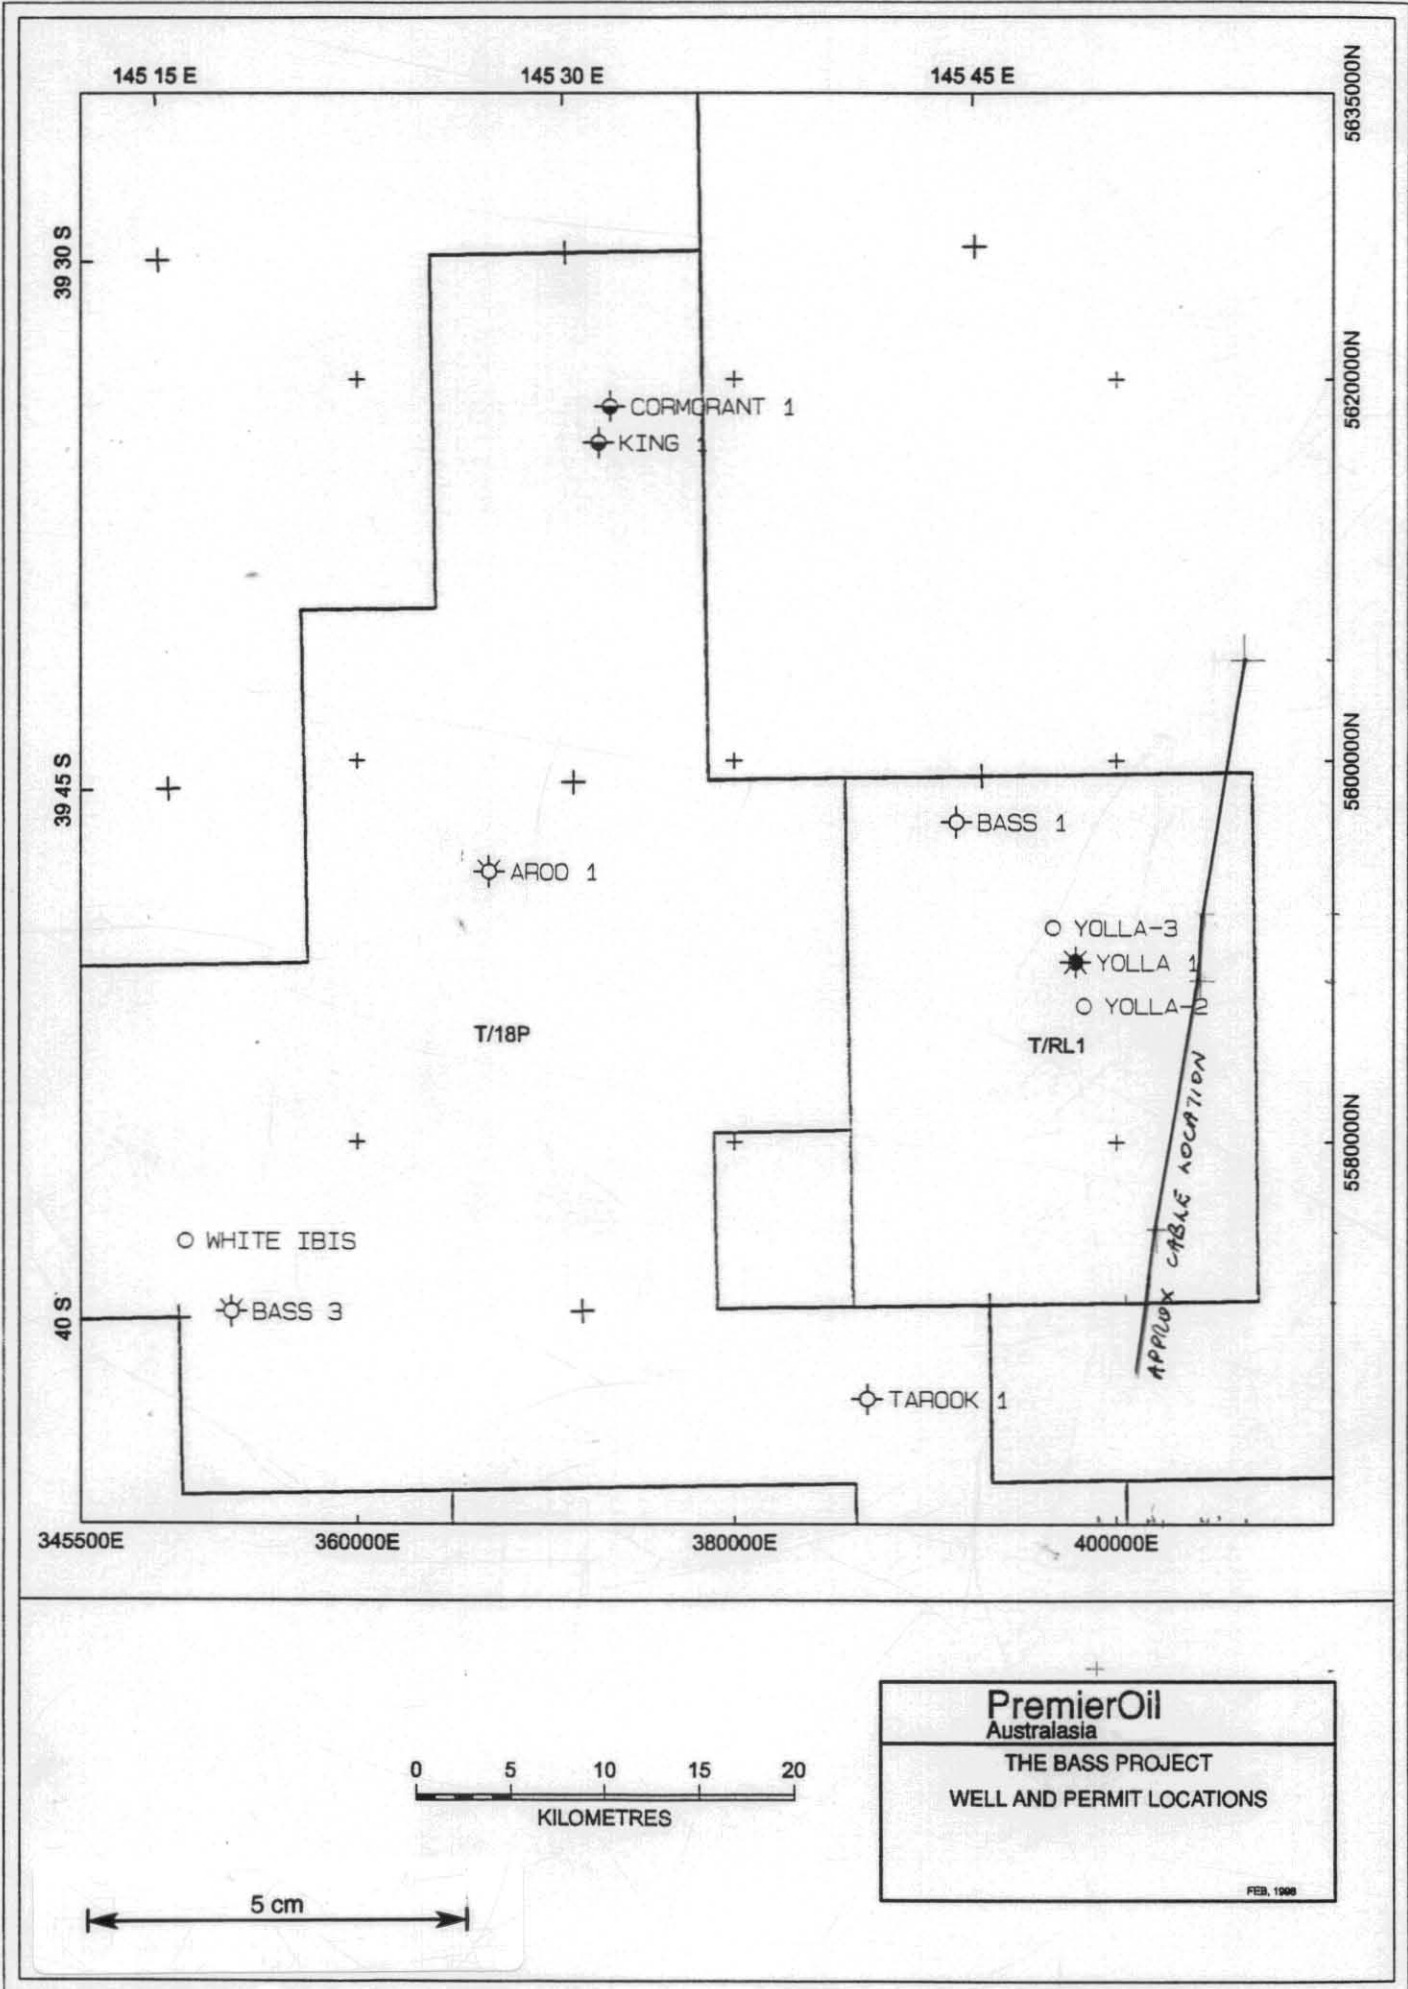 145 15 E
145 30 E
145 45 E
5635000N
39 30 S
5620000N
CORMORANT 1
KING 1
39 45 S
5600000N
BASS 1
AROO 1
YOLLA-3
YOLLA 1
YOLLA-2
T/18P
T/RL1
APPROX CABLE LOCATION
5580000N
WHITE IBIS
BASS 3
40 S
TAROOK 1
345500E
360000E
380000E
400000E
PremierOil
Australasia
THE BASS PROJECT
WELL AND PERMIT LOCATIONS
FEB, 1998
0 5 10 15 20
KILOMETRES
5 cm